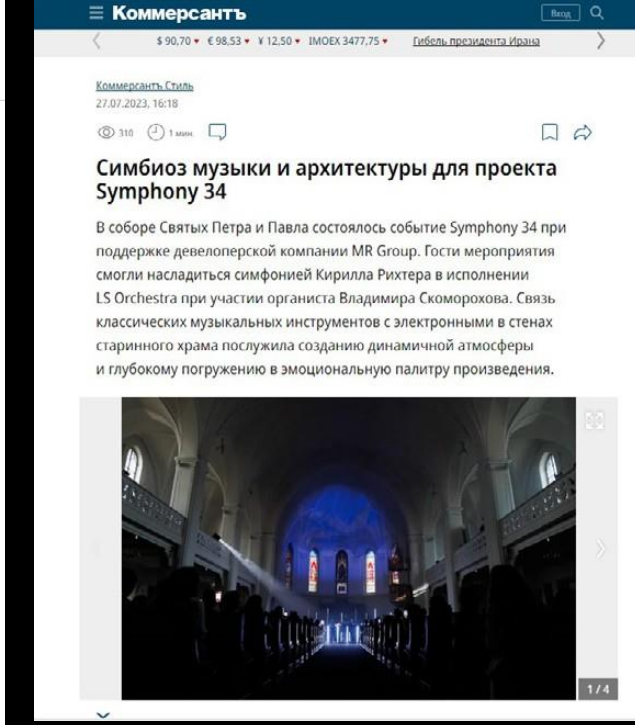 Коммерсантъ
Вход
$ 90,70 € 98,53 ¥ 12,50 IMOEX 3477,75 Гибель президента Ирана
Коммерсантъ Стиль
27.07.2023, 16:18
310 1 мин.
Симбиоз музыки и архитектуры для проекта
Symphony 34
В соборе Святых Петра и Павла состоялось событие Symphony 34 при
поддержке девелоперской компании MR Group. Гости мероприятия
смогли насладиться симфонией Кирилла Рихтера в исполнении
LS Orchestra при участии органиста Владимира Скоморохова. Связь
классических музыкальных инструментов с электронными в стенах
старинного храма послужила созданию динамичной атмосферы
и глубокому погружению в эмоциональную палитру произведения.
1 / 4